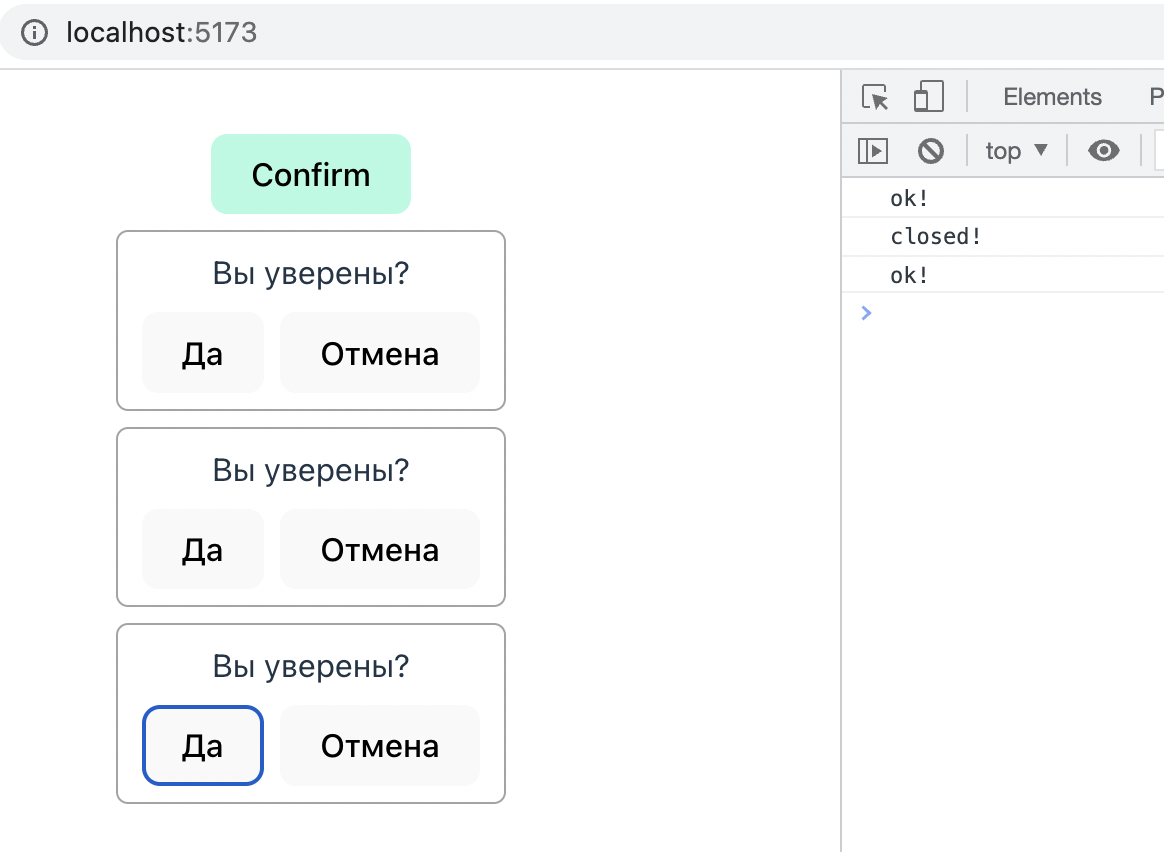 localhost:5173
Elements
P
top
Confirm
Вы уверены?
Да Отмена
Вы уверены?
Да Отмена
Вы уверены?
Да Отмена
ok!
closed!
ok!